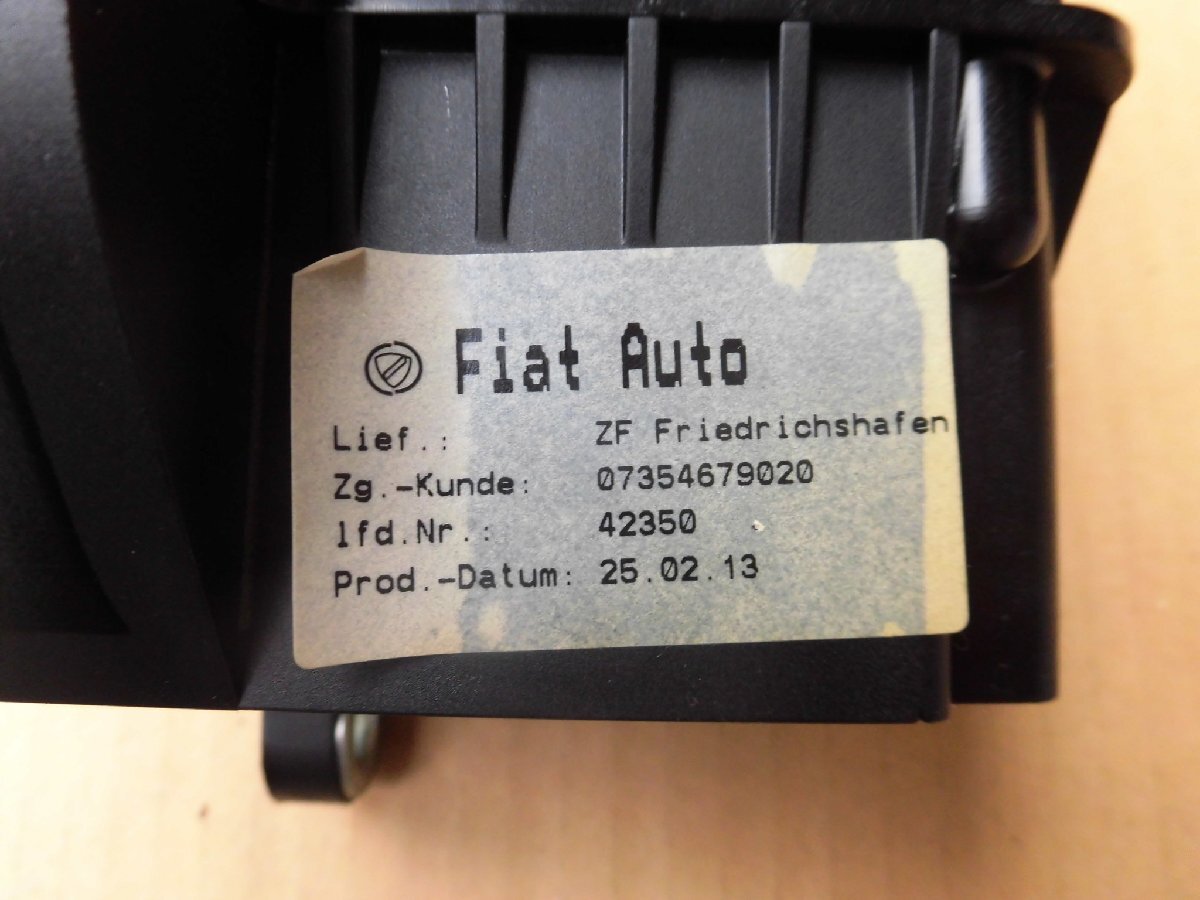 Fiat Auto
Lief.: ZF Friedrichshafen
Zg.-Kunde: 07354679020
lfd.Nr.: 42350
Prod.-Datum: 25.02.13